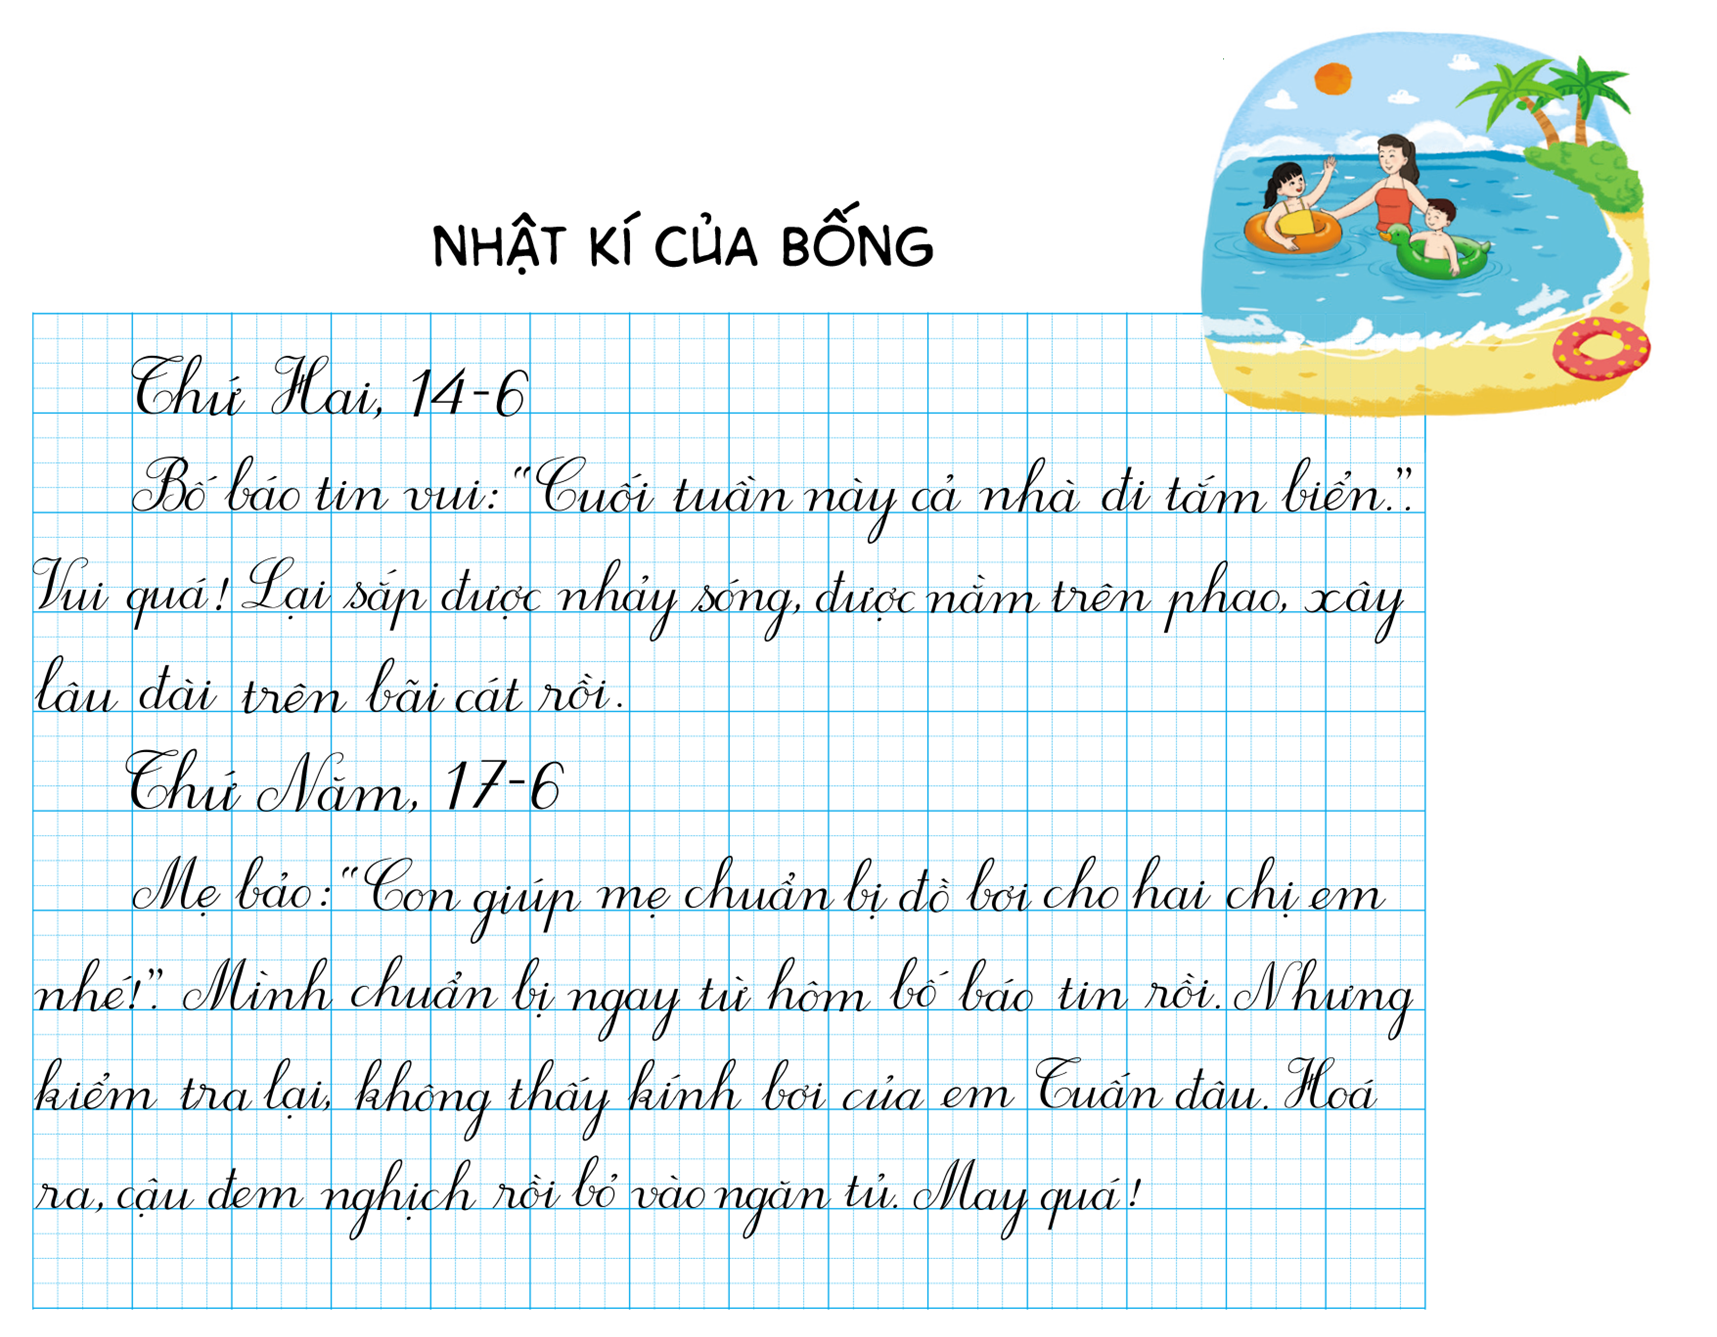 NHẬT KÍ CỦA BỐNG
Thứ Hai, 14-6
Bố báo tin vui: “Cuối tuần này cả nhà đi tắm biển.”.
Vui quá! Lại sắp được nhảy sóng, được nằm trên phao, xây
lâu đài trên bãi cát rồi.
Thứ Năm, 17-6
Mẹ bảo: “Con giúp mẹ chuẩn bị đồ bơi cho hai chị em
nhé!”. Mình chuẩn bị ngay từ hôm bố báo tin rồi. Nhưng
kiểm tra lại, không thấy kính bơi của em Tuấn đâu. Hoá
ra, cậu đem nghịch rồi bỏ vào ngăn tủ. May quá!